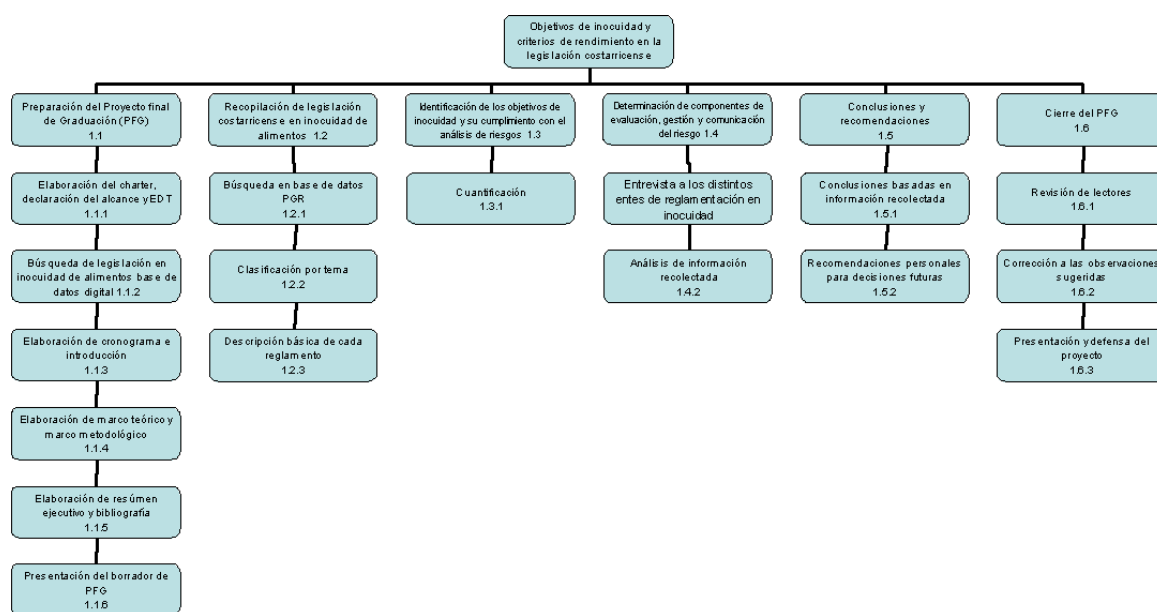 Objetivos de inocuidad y
criterios de rendimiento en la
legislación costarricense
Preparación del Proyecto final
de Graduación (PFG)
1.1
Recopilación de legislación
costarricense en inocuidad de
alimentos 1.2
Identificación de los objetivos de
inocuidad y su cumplimiento con el
análisis de riesgos 1.3
Determinación de componentes de
evaluación, gestión y comunicación del
riesgo 1.4
Conclusiones y
recomendaciones
1.5
Cierre del PFG
1.6
Elaboración del charter,
declaración del alcance y EDT
1.1.1
Búsqueda de legislación en
inocuidad de alimentos base de
datos digital 1.1.2
Elaboración de cronograma e
introducción
1.1.3
Elaboración de marco teórico y
marco metodológico
1.1.4
Elaboración de resúmen
ejecutivo y bibliografía
1.1.5
Presentación del borrador de
PFG
1.1.6
Búsqueda en base de datos
PGR
1.2.1
Clasificación por tema
1.2.2
Descripción básica de cada
reglamento
1.2.3
Cuantificación
1.3.1
Entrevista a los distintos
entes de reglamentación en
inocuidad
Análisis de información
recolectada
1.4.2
Conclusiones basadas en
información recolectada
1.5.1
Recomendaciones personales
para decisiones futuras
1.5.2
Revisión de lectores
1.6.1
Corrección a las observaciones
sugeridas
1.6.2
Presentación y defensa del
proyecto
1.6.3